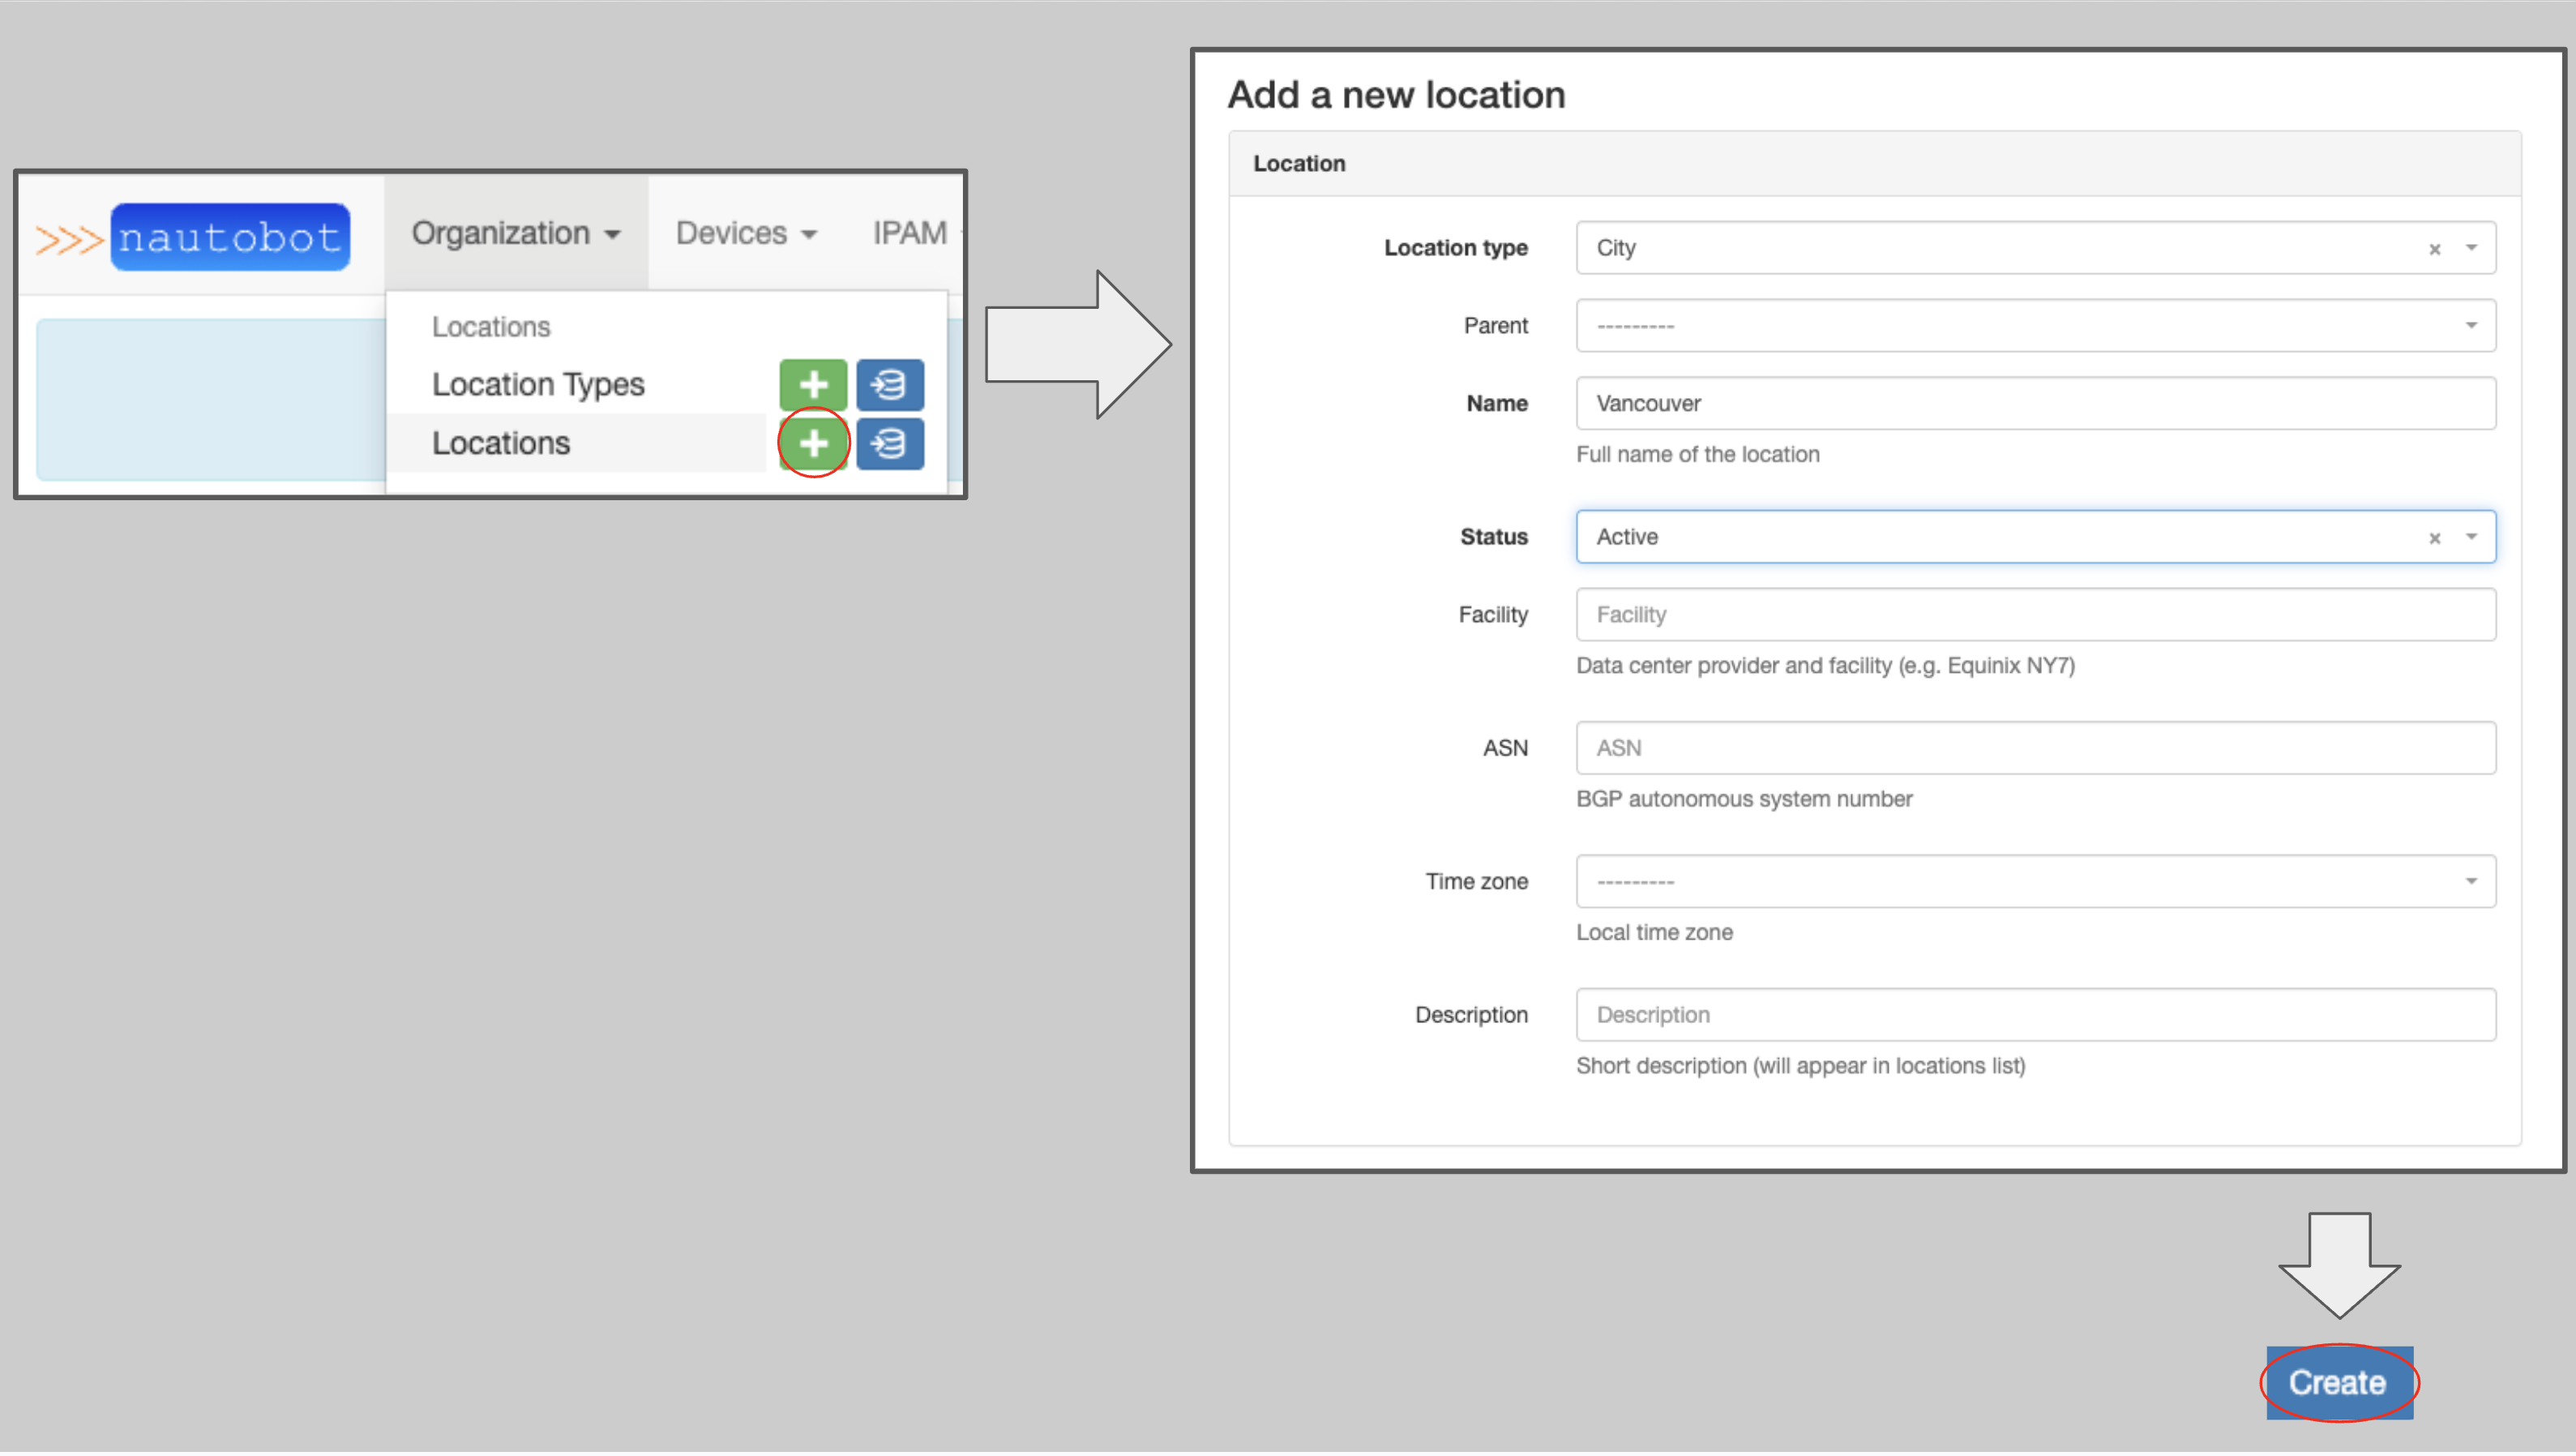 >>> nautobot
Organization
Devices
IPAM
Locations
Location Types
Locations
Add a new location
Location
Location type City
Parent ---------
Name Vancouver
Full name of the location
Status Active
Facility Facility
Data center provider and facility (e.g. Equinix NY7)
ASN ASN
BGP autonomous system number
Time zone ---------
Local time zone
Description Description
Short description (will appear in locations list)
Create